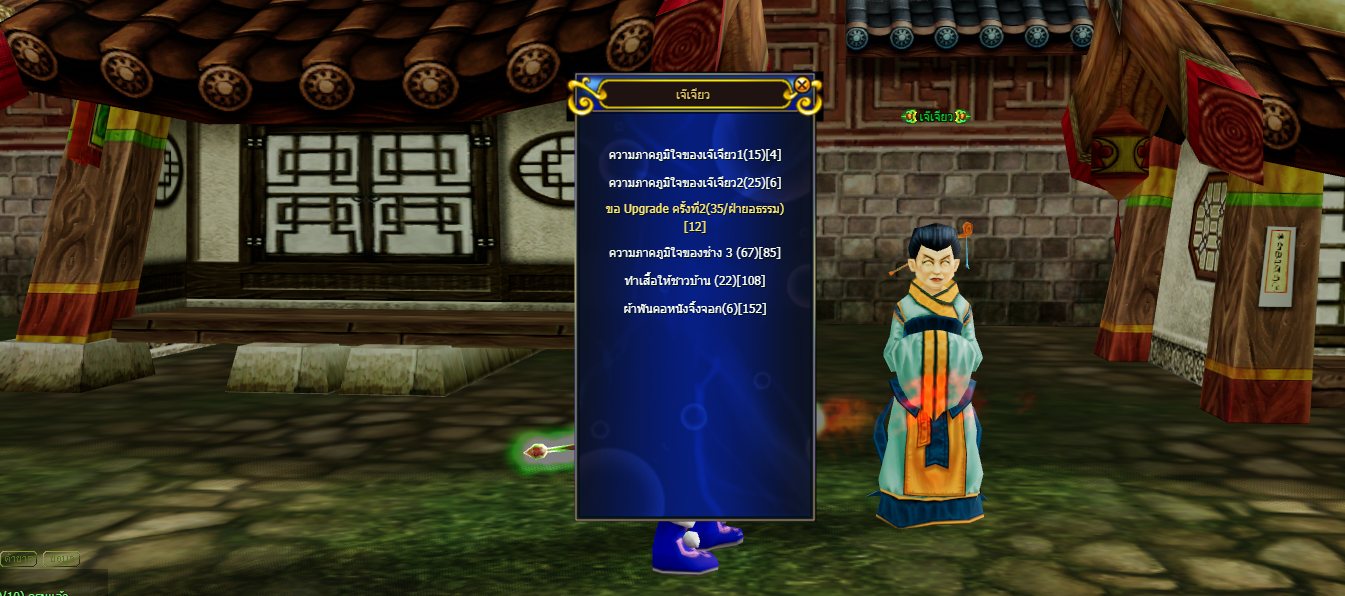 เจ๊เจียว
เจ๊เจียว
ความภาคภูมิใจของเจ๊เจียว1(15)[4]
ความภาคภูมิใจของเจ๊เจียว2(25)[6]
ขอ Upgrade ครั้งที่2(35/ฝ่ายอธรรม)
[12]
ความภาคภูมิใจของช่าง 3 (67)[85]
ทำเสื้อให้ชาวบ้าน (22)[108]
ผ้าพันคอหนังจิ้งจอก(6)[152]